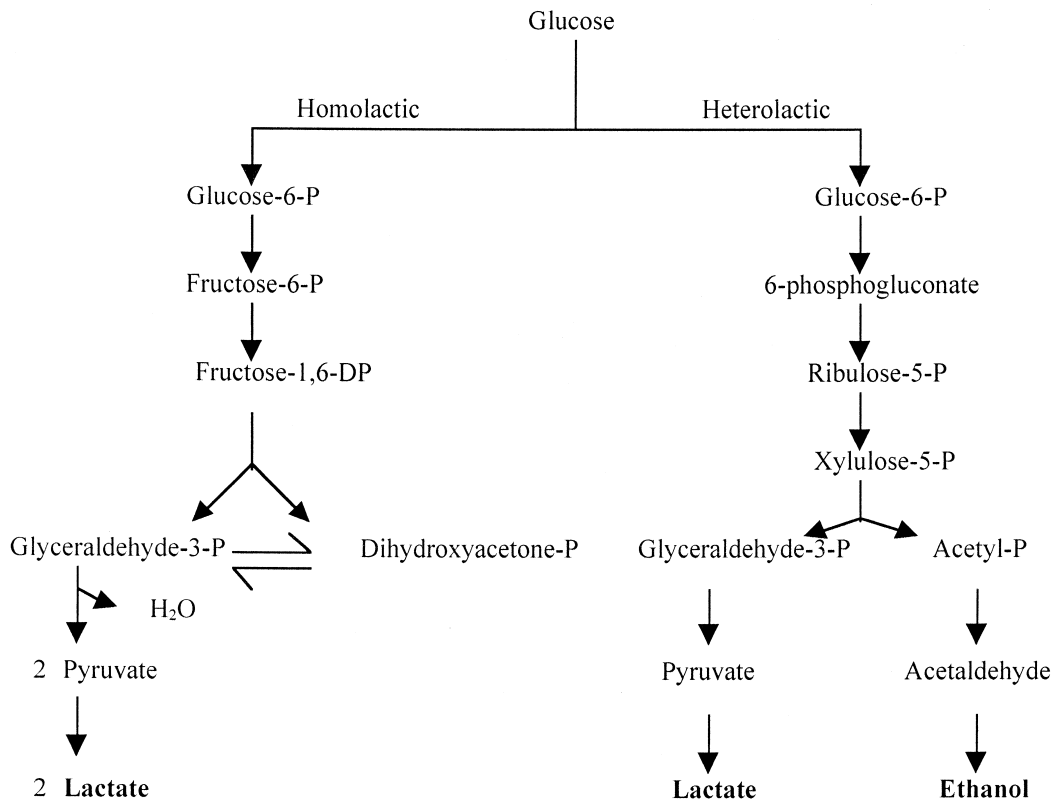 Glucose
Homolactic Heterolactic
Glucose-6-P Glucose-6-P
Fructose-6-P 6-phosphogluconate
Fructose-1,6-DP Ribulose-5-P
Xylulose-5-P
Glyceraldehyde-3-P Dihydroxyacetone-P Glyceraldehyde-3-P Acetyl-P
H₂O
2 Pyruvate Pyruvate Acetaldehyde
2 Lactate Lactate Ethanol